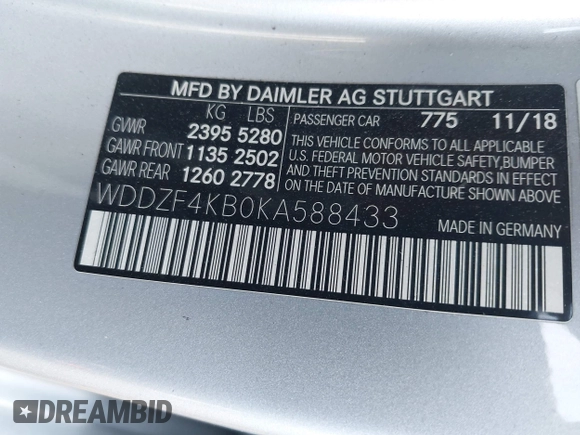 MFD BY DAIMLER AG STUTTGART
KG LBS
PASSENGER CAR 775 11/18
GVWR 2395 5280
GAWR FRONT 1135 2502
GAWR REAR 1260 2778
THIS VEHICLE CONFORMS TO ALL APPLICABLE
U.S. FEDERAL MOTOR VEHICLE SAFETY, BUMPER
AND THEFT PREVENTION STANDARDS IN EFFECT
ON THE DATE OF MANUFACTURE SHOWN ABOVE.
WDDZF4KB0KA588433
MADE IN GERMANY
DREAMBID